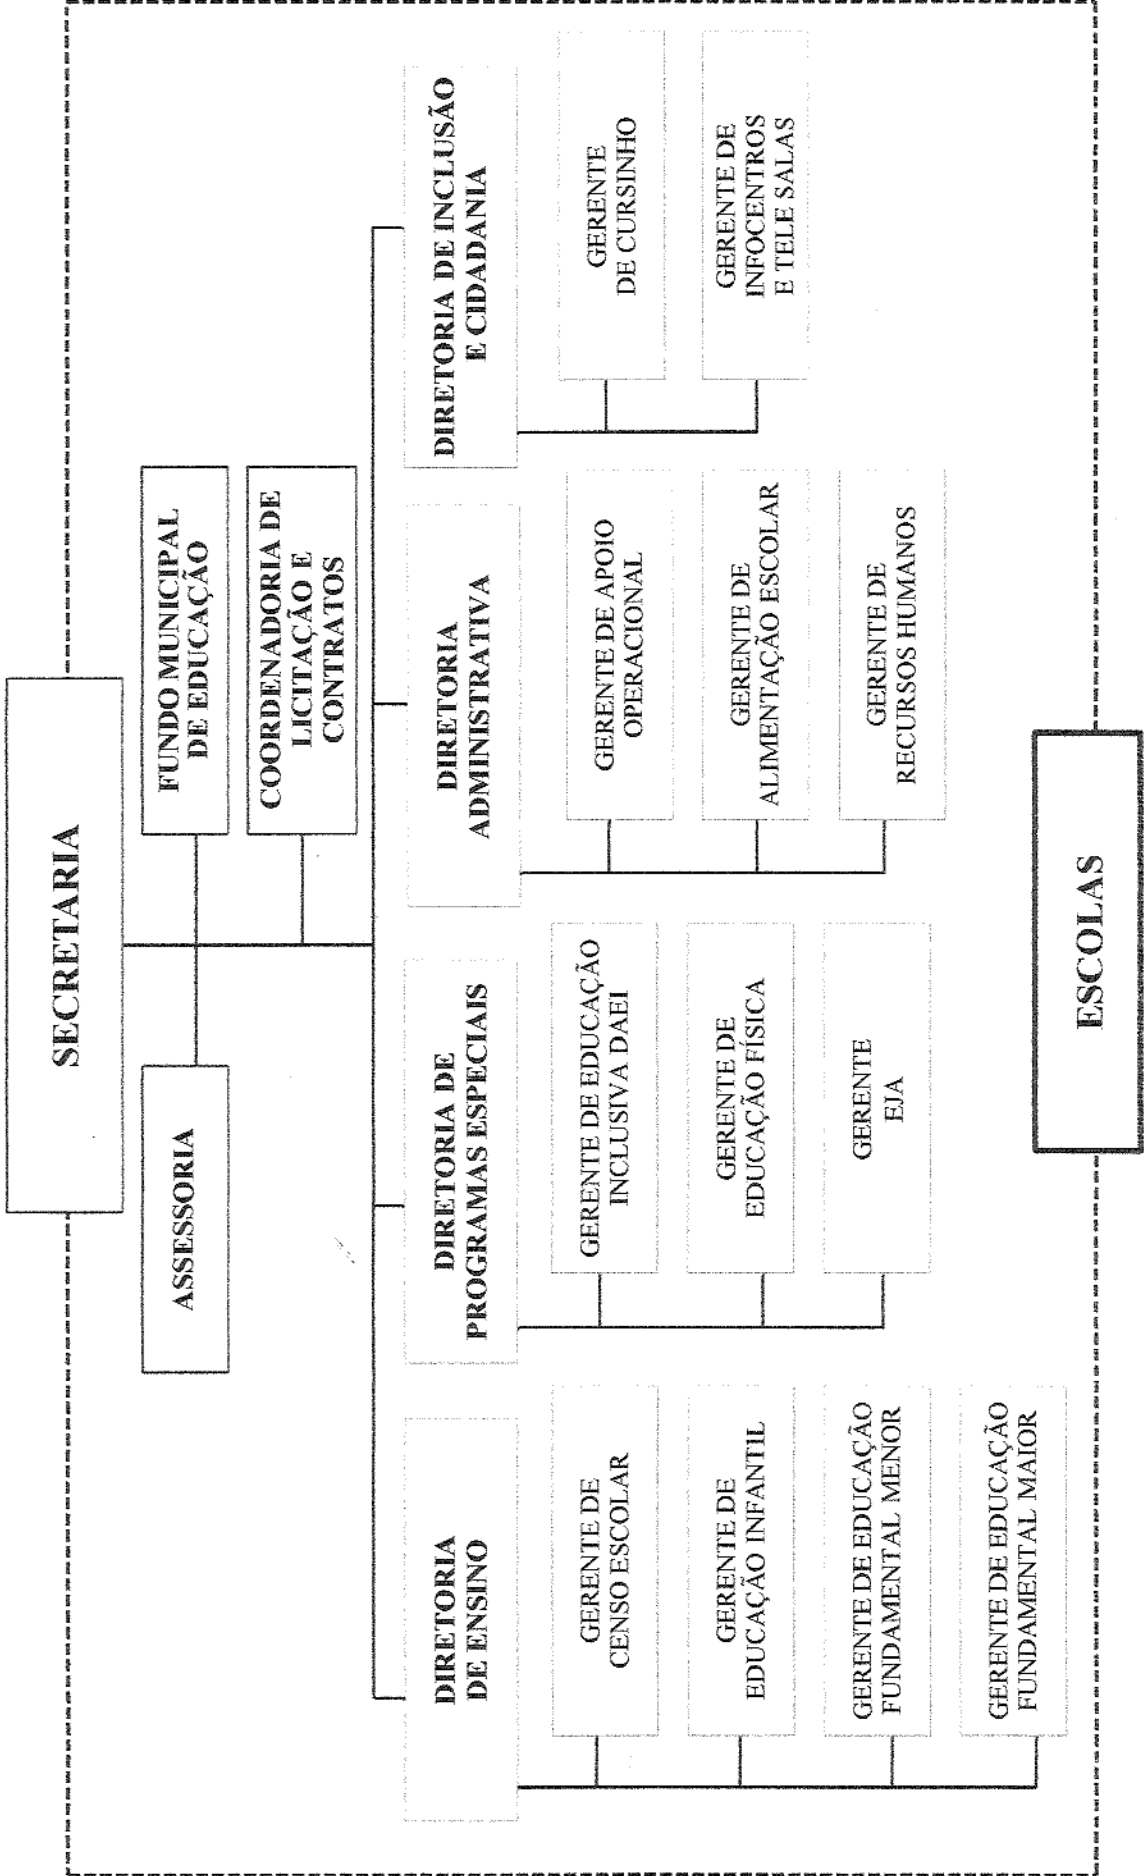 SECRETARIA
ASSESSORIA
FUNDO MUNICIPAL
DE EDUCAÇÃO
COORDENADORIA DE
LICITAÇÃO E
CONTRATOS
DIRETORIA
DE ENSINO
GERENTE DE
CENSO ESCOLAR
GERENTE DE
EDUCAÇÃO INFANTIL
GERENTE DE EDUCAÇÃO
FUNDAMENTAL MENOR
GERENTE DE EDUCAÇÃO
FUNDAMENTAL MAIOR
DIRETORIA DE
PROGRAMAS ESPECIAIS
GERENTE DE EDUCAÇÃO
INCLUSIVA DAEI
GERENTE DE
EDUCAÇÃO FÍSICA
GERENTE
EJA
DIRETORIA
ADMINISTRATIVA
GERENTE DE APOIO
OPERACIONAL
GERENTE DE
ALIMENTAÇÃO ESCOLAR
GERENTE DE
RECURSOS HUMANOS
DIRETORIA DE INCLUSÃO
E CIDADANIA
GERENTE
DE CURSINHO
GERENTE DE
INFOCENTROS
E TELE SALAS
ESCOLAS